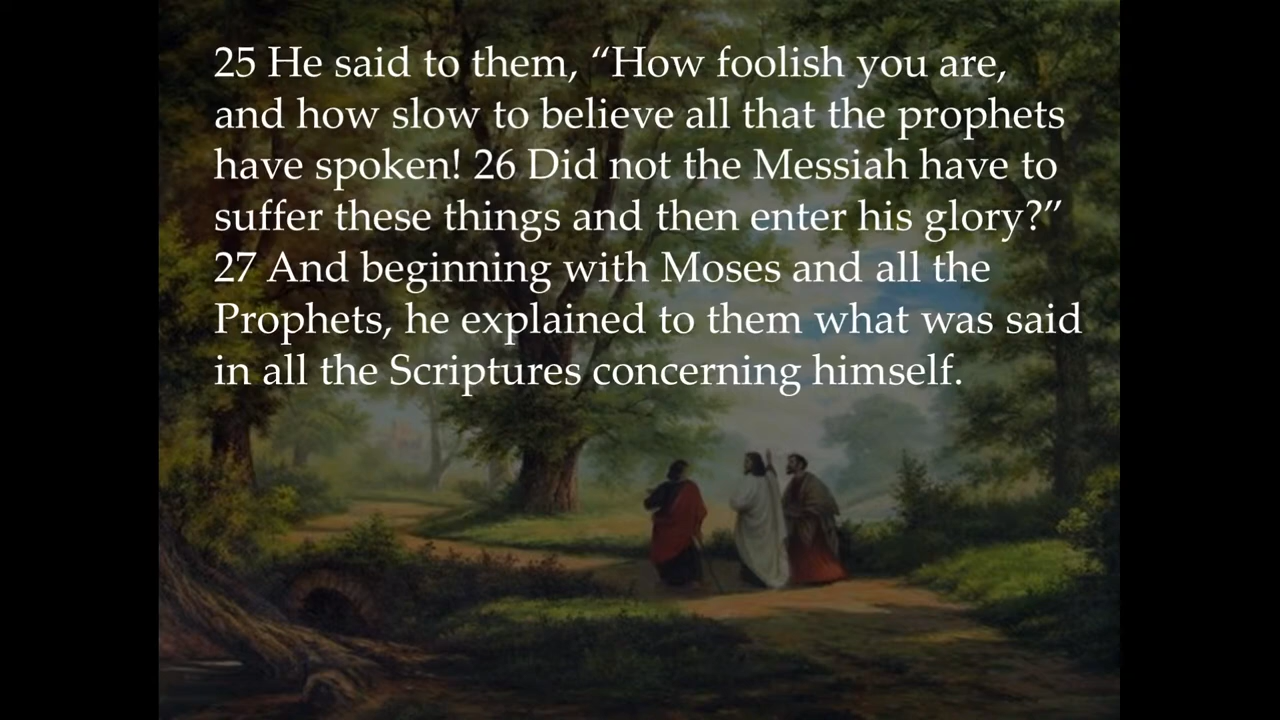 25 He said to them, “How foolish you are,
and how slow to believe all that the prophets
have spoken! 26 Did not the Messiah have to
suffer these things and then enter his glory?”
27 And beginning with Moses and all the
Prophets, he explained to them what was said
in all the Scriptures concerning himself.